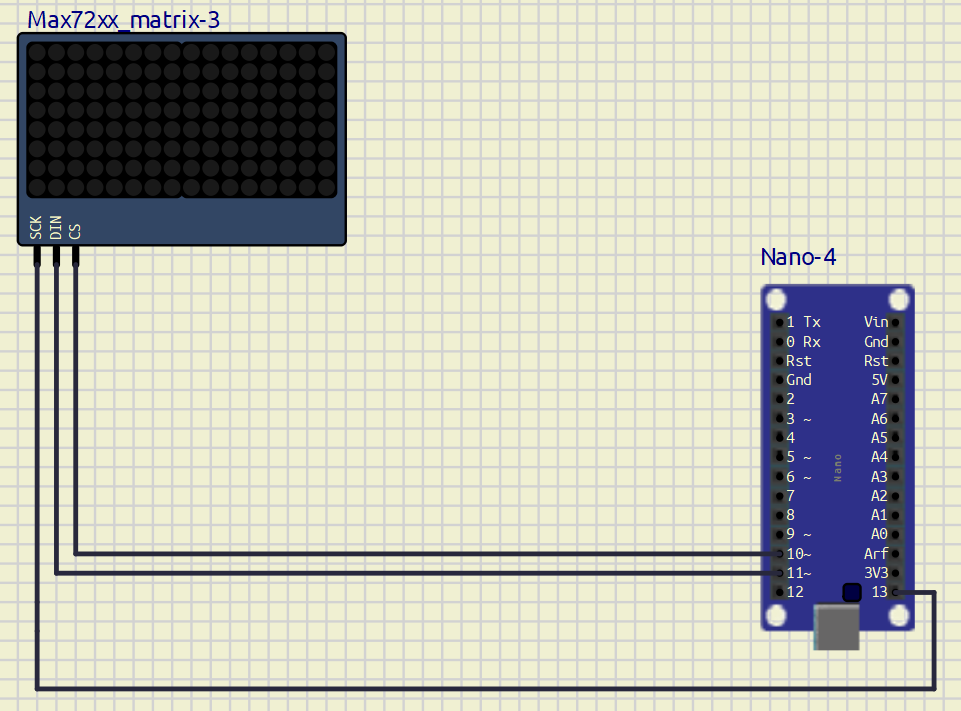 Max72xx_matrix-3
SCK
DIN
CS
Nano-4
1 Tx Vin
0 Rx Gnd
Rst Rst
Gnd 5V
2 A7
3 ~ A6
4 A5
5 ~ A4
6 ~ A3
7 A2
8 A1
9 ~ A0
10~ Arf
11~ 3V3
12 13
Nano